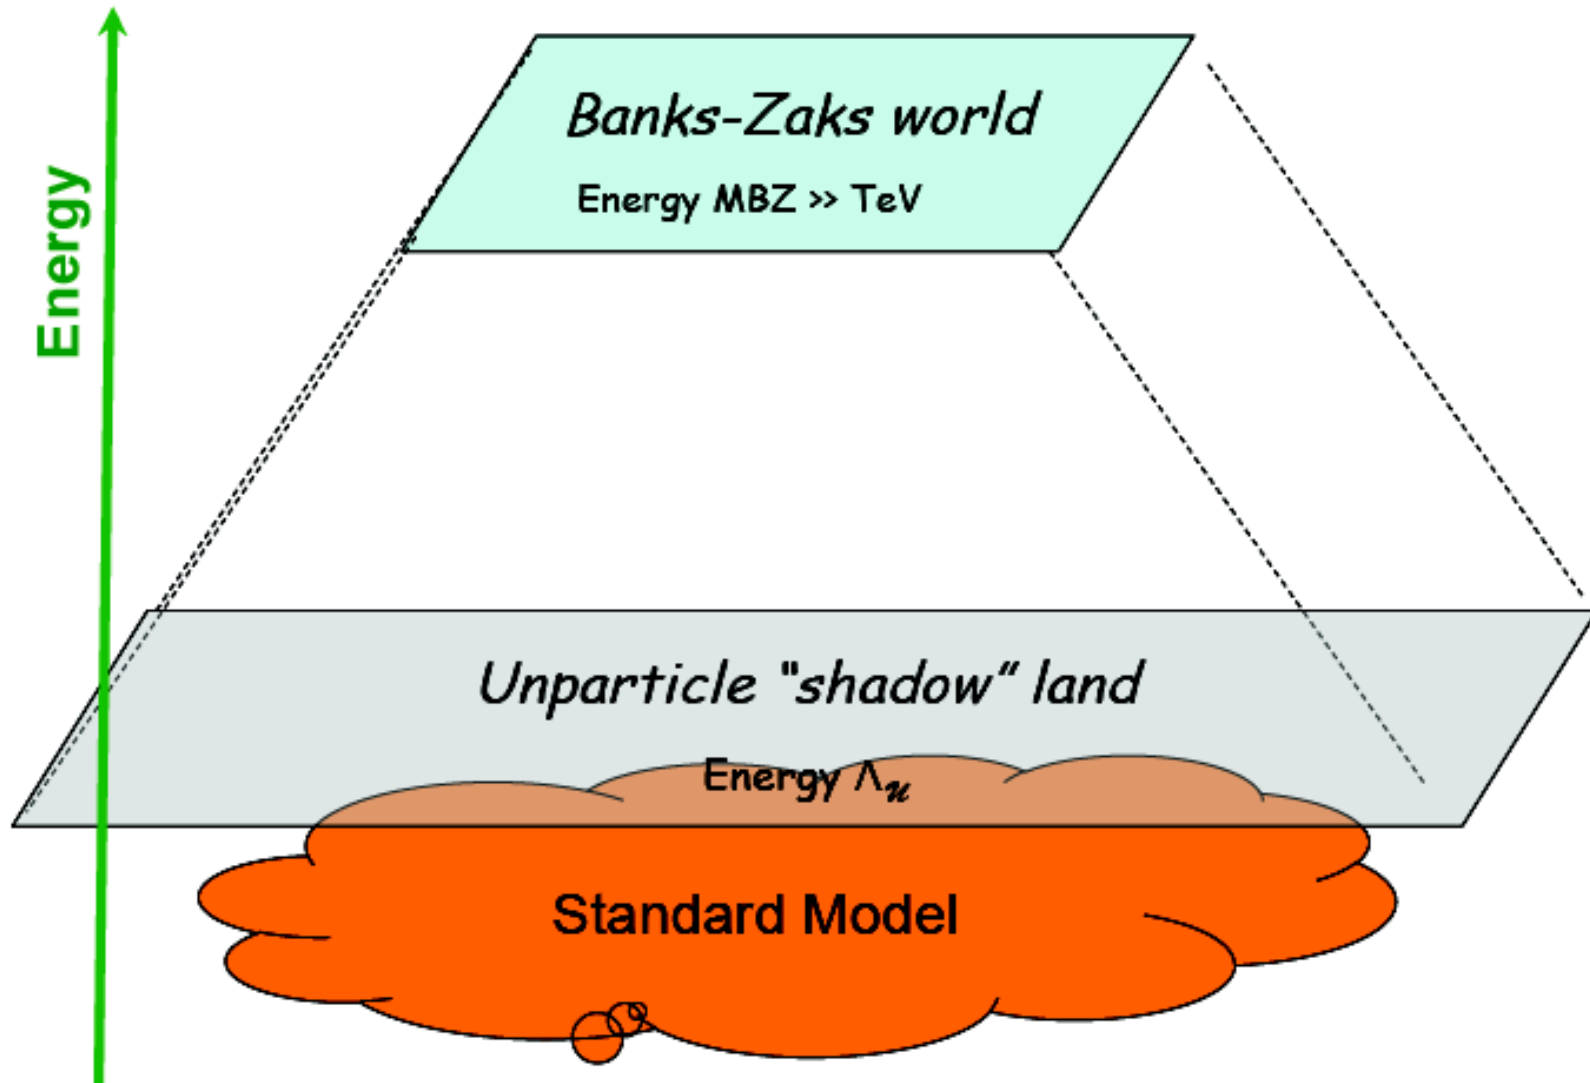 Energy
Banks-Zaks world
Energy MBZ >> TeV
Unparticle “shadow” land
Energy Λ𝓊
Standard Model